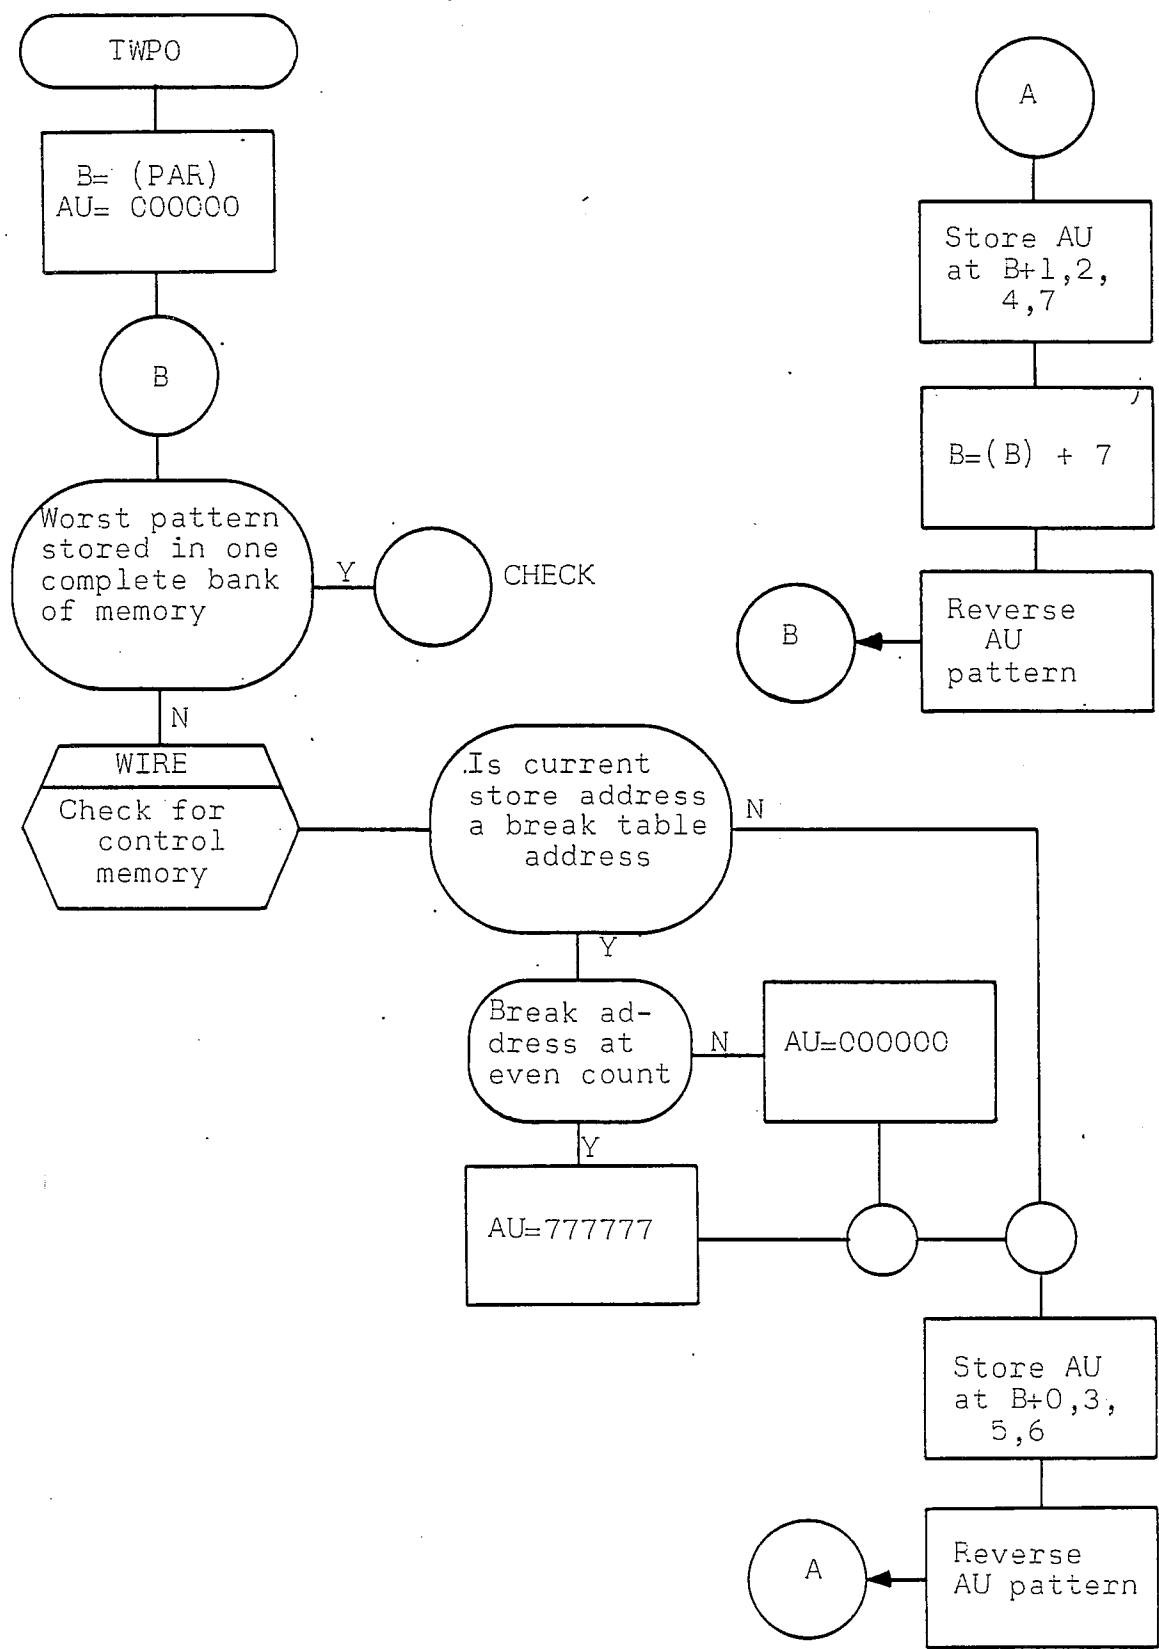 TWPO
B= (PAR)
AU= 000000
B
Worst pattern
stored in one
complete bank
of memory
Y
CHECK
N
WIRE
Check for
control
memory
Is current
store address
a break table
address
N
Y
Break ad-
dress at
even count
N
AU=000000
Y
AU=777777
Store AU
at B+0,3,
5,6
Reverse
AU pattern
A
A
Store AU
at B+1,2,
4,7
B=(B) + 7
Reverse
AU
pattern
B